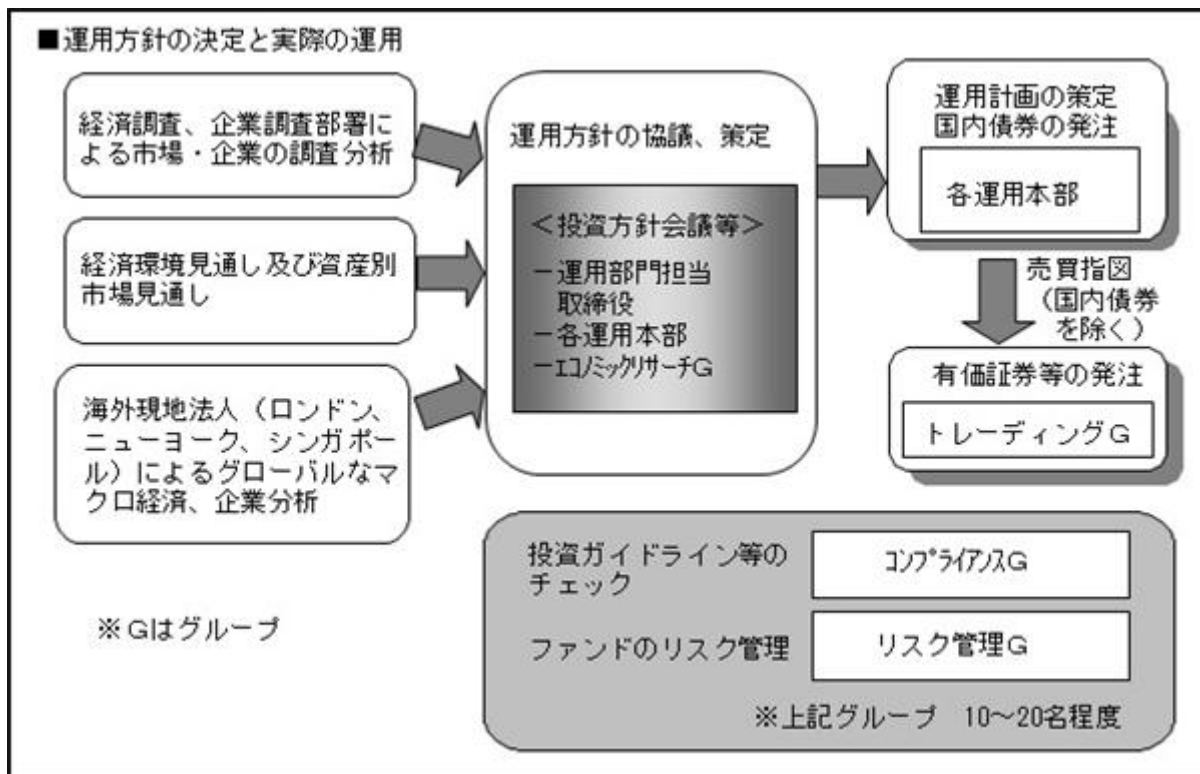 ■運用方針の決定と実際の運用
経済調査、企業調査部署に
よる市場・企業の調査分析
経済環境見通し及び資産別
市場見通し
海外現地法人（ロンドン、
ニューヨーク、シンガポー
ル）によるグローバルなマ
クロ経済、企業分析
※Gはグループ
運用方針の協議、策定
＜投資方針会議等＞
－運用部門担当
取締役
－各運用本部
－ｴｺﾉﾐｯｸﾘｻｰﾁG
運用計画の策定
国内債券の発注
各運用本部
売買指図
（国内債券
を除く）
有価証券等の発注
トレーディングG
投資ガイドライン等の
チェック
ｺﾝﾌﾟﾗｲｱﾝｽG
ファンドのリスク管理
リスク管理G
※上記グループ　10～20名程度